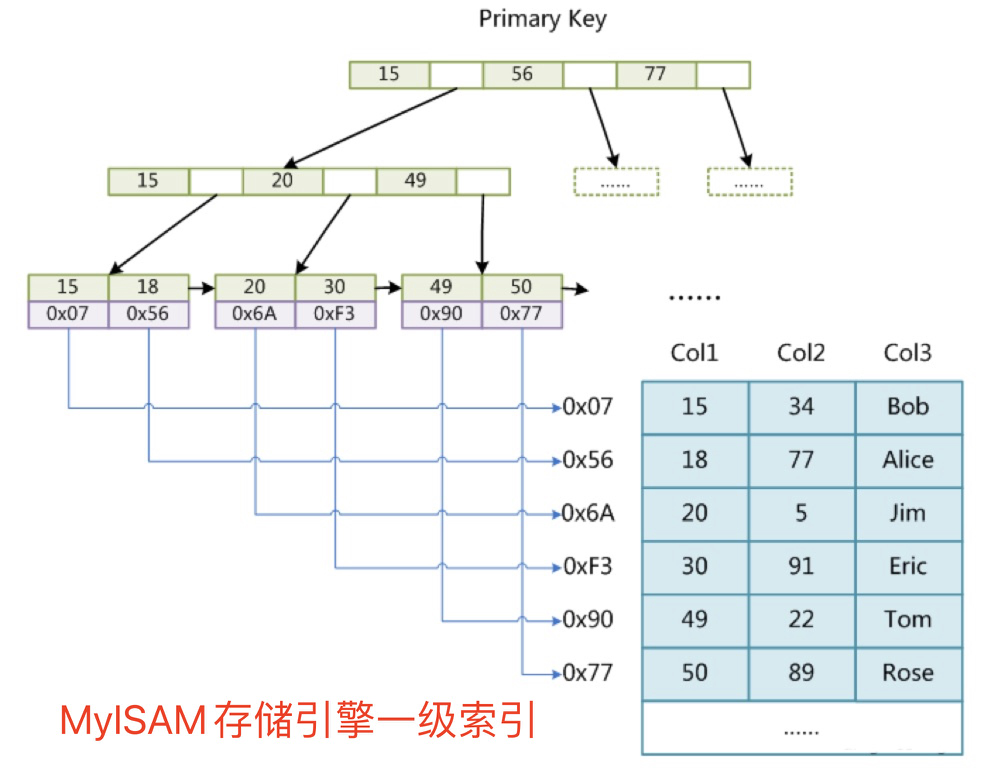 Primary Key
15 56 77
15 20 49
...... ......
15 18 20 30 49 50
0x07 0x56 0x6A 0xF3 0x90 0x77
......
Col1 Col2 Col3
0x07 15 34 Bob
0x56 18 77 Alice
0x6A 20 5 Jim
0xF3 30 91 Eric
0x90 49 22 Tom
0x77 50 89 Rose
......
MyISAM 存储引擎一级索引